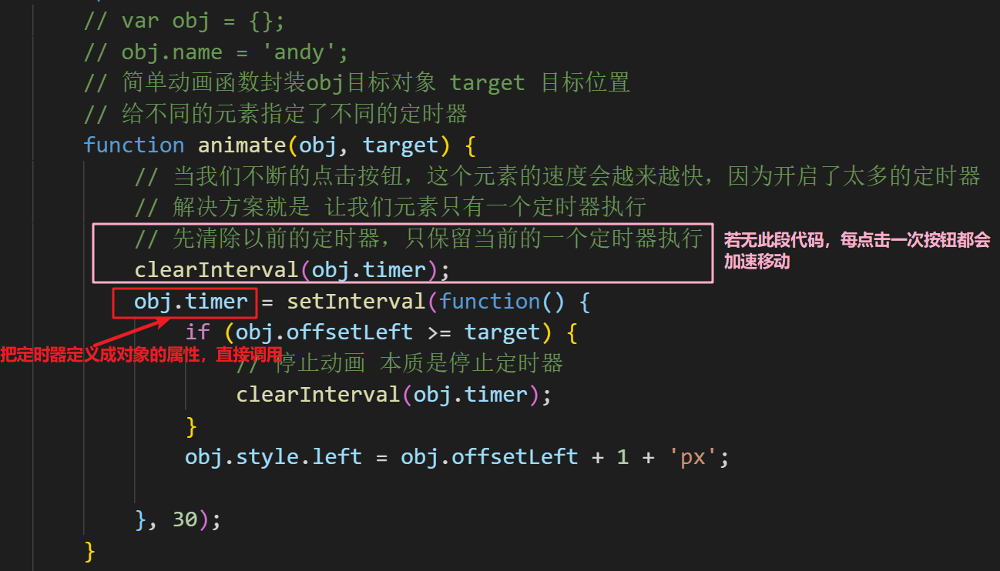 // var obj = {};
// obj.name = 'andy';
// 简单动画函数封装obj目标对象 target 目标位置
// 给不同的元素指定了不同的定时器
function animate(obj, target) {
// 当我们不断的点击按钮，这个元素的速度会越来越快，因为开启了太多的定时器
// 解决方案就是 让我们元素只有一个定时器执行
// 先清除以前的定时器，只保留当前的一个定时器执行
若无此段代码，每点击一次按钮都会
加速移动
clearInterval(obj.timer);
obj.timer = setInterval(function() {
if (obj.offsetLeft >= target) {
把定时器定义成对象的属性，直接调用
// 停止动画 本质是停止定时器
clearInterval(obj.timer);
}
obj.style.left = obj.offsetLeft + 1 + 'px';
}, 30);
}